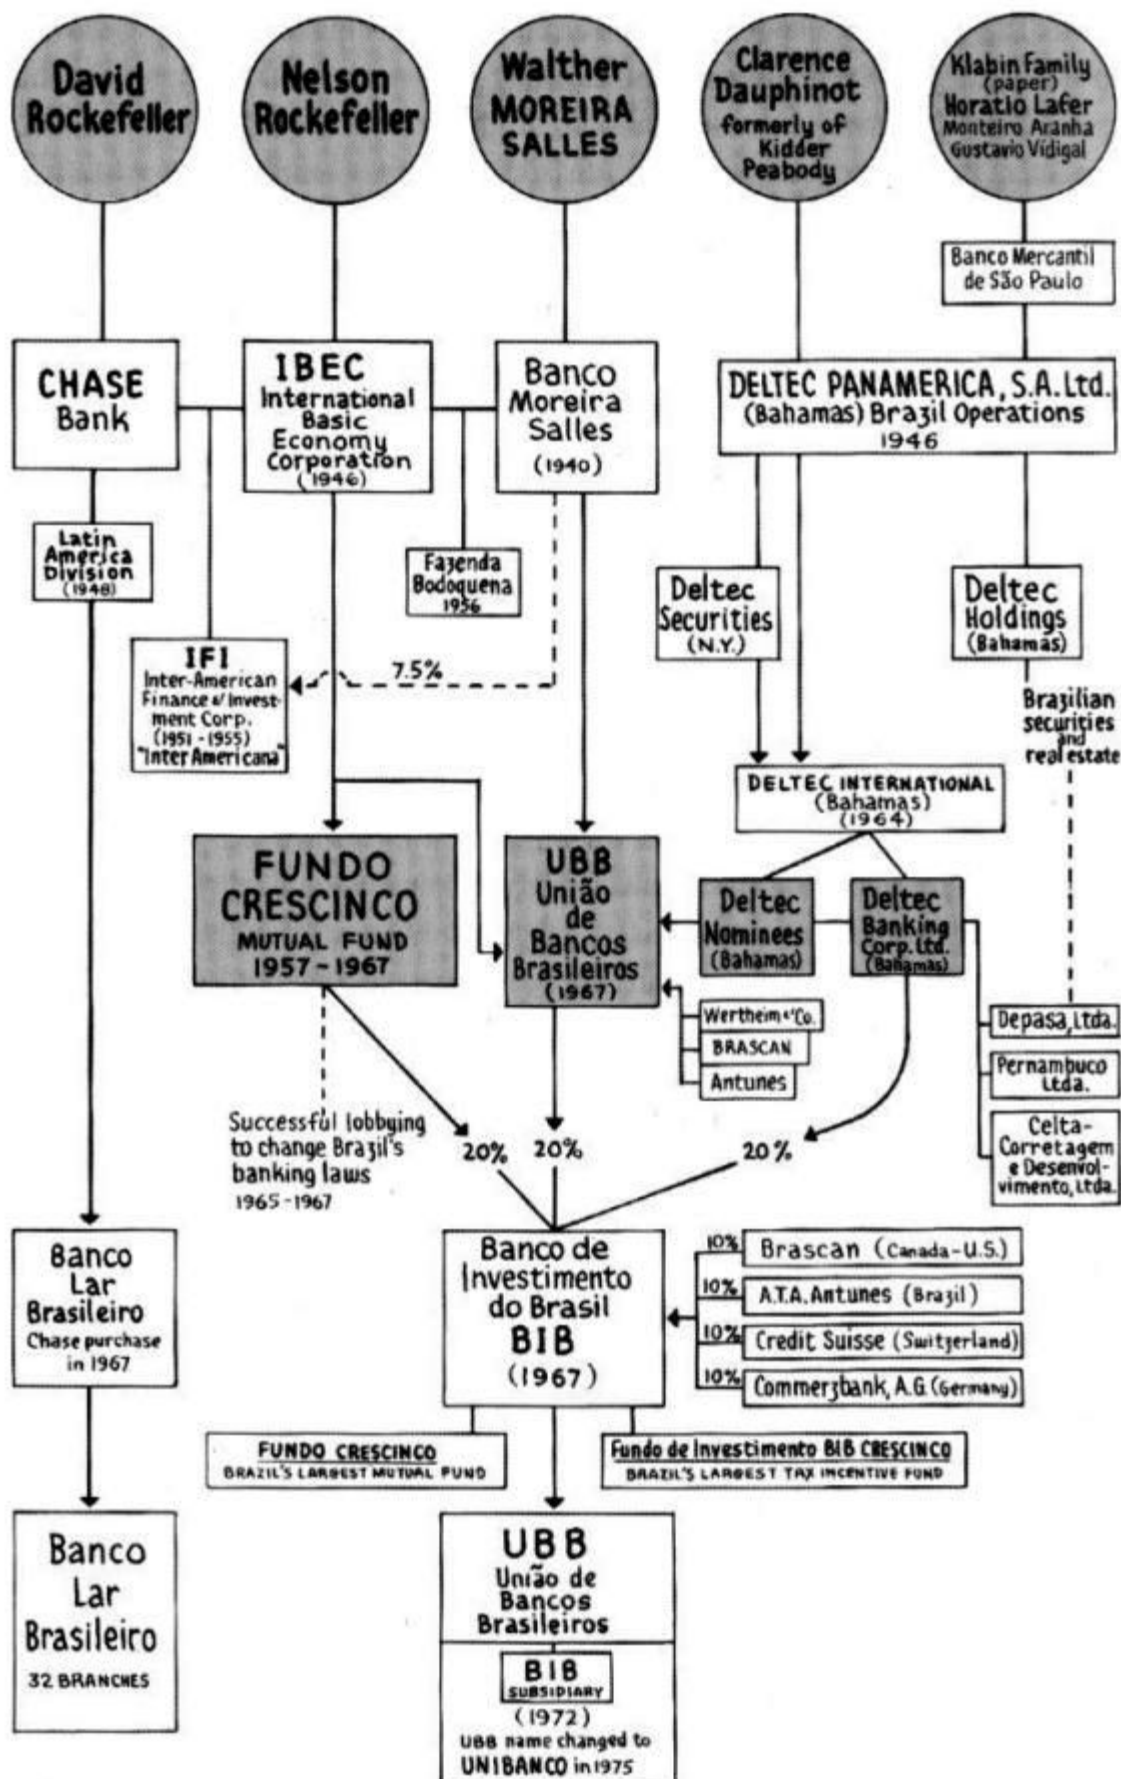 David
Rockefeller
Nelson
Rockefeller
Walther
MOREIRA
SALLES
Clarence
Dauphinot
formerly of
Kidder
Peabody
Klabin Family
(paper)
Horatio Lafer
Monteiro Aranha
Gustavio Vidigal
Banco Mercantil
de São Paulo
CHASE
Bank
IBEC
International
Basic
Economy
Corporation
(1946)
Banco
Moreira
Salles
(1940)
DELTEC PANAMERICA, S.A. Ltd.
(Bahamas) Brazil Operations
1946
Latin
America
Division
(1948)
Fazenda
Bodoquena
1956
Deltec
Securities
(N.Y.)
Deltec
Holdings
(Bahamas)
IFI
Inter-American
Finance & Invest-
ment Corp.
(1951-1955)
"InterAmericana"
7.5%
Brazilian
securities
and
real estate
DELTEC INTERNATIONAL
(Bahamas)
(1964)
FUNDO
CRESCINCO
MUTUAL FUND
1957-1967
UBB
União
de
Bancos
Brasileiros
(1967)
Deltec
Nominees
(Bahamas)
Deltec
Banking
Corp. Ltd.
(Bahamas)
Wertheim & Co.
BRASCAN
Antunes
Depasa, Ltda.
Pernambuco
Ltda.
Celta-
Corretagem
e Desenvol-
vimento, Ltda.
Successful lobbying
to change Brazil's
banking laws
1965-1967
20%
20%
20%
Banco
Lar
Brasileiro
Chase purchase
in 1967
Banco de
Investimento
do Brasil
BIB
(1967)
10% Brascan (Canada-U.S.)
10% A.T.A. Antunes (Brazil)
10% Credit Suisse (Switzerland)
10% Commerzbank, A.G. (Germany)
FUNDO CRESCINCO
BRAZIL'S LARGEST MUTUAL FUND
Fundo de Investimento BIB CRESCINCO
BRAZIL'S LARGEST TAX INCENTIVE FUND
Banco
Lar
Brasileiro
32 BRANCHES
UBB
União de
Bancos
Brasileiros
BIB
SUBSIDIARY
(1972)
UBB name changed to
UNIBANCO in 1975